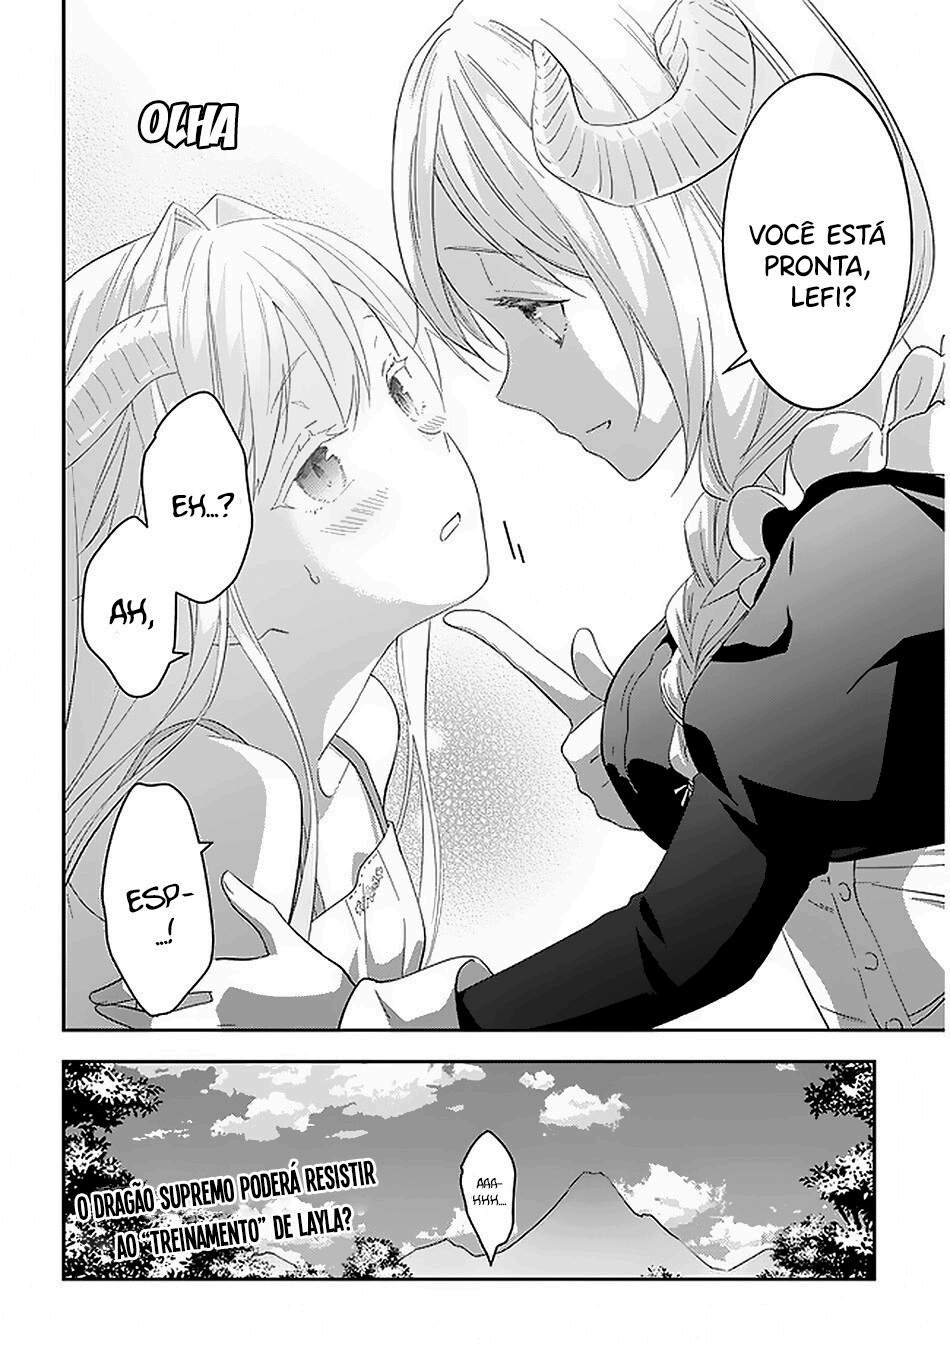 OLHA
VOCÊ ESTÁ
PRONTA,
LEFI?
EH...?
AH,
ESP-
...!
AAA-
HHH....
O DRAGÃO SUPREMO PODERÁ RESISTIR
AO “TREINAMENTO” DE LAYLA?